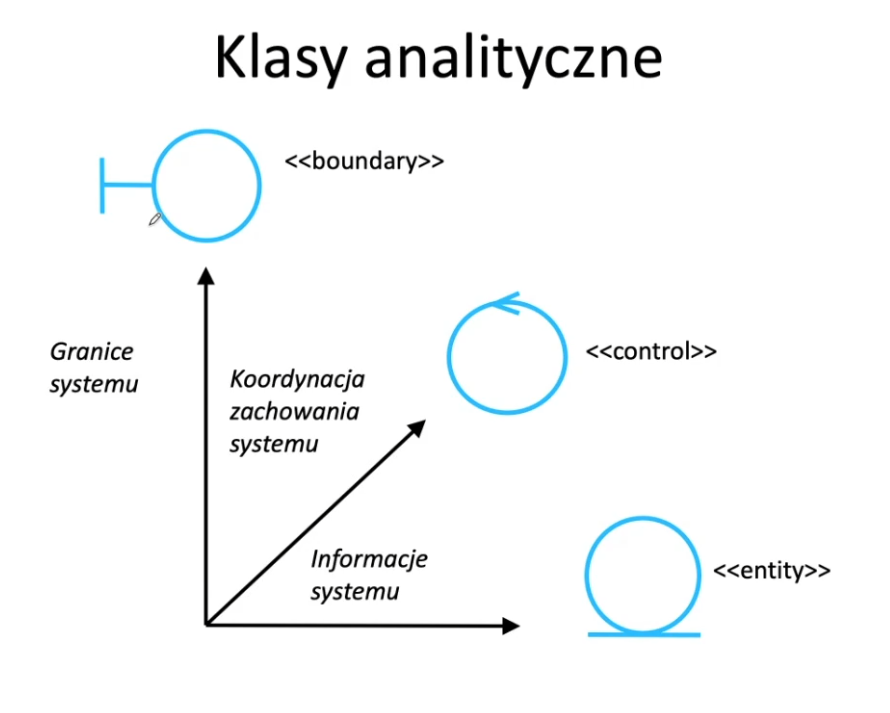 Klasy analityczne
<<boundary>>
Granice
systemu
Koordynacja
zachowania
systemu
<<control>>
Informacje
systemu
<<entity>>